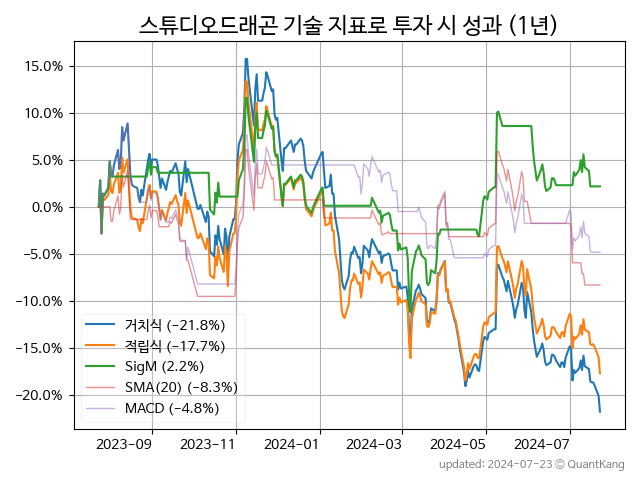 스튜디오드래곤 기술 지표로 투자 시 성과 (1년)
15.0%
10.0%
5.0%
0.0%
−5.0%
−10.0%
−15.0%
−20.0%
거치식 (−21.8%)
적립식 (−17.7%)
SigM (2.2%)
SMA(20) (−8.3%)
MACD (−4.8%)
2023-09 2023-11 2024-01 2024-03 2024-05 2024-07
updated: 2024-07-23 © QuantKang